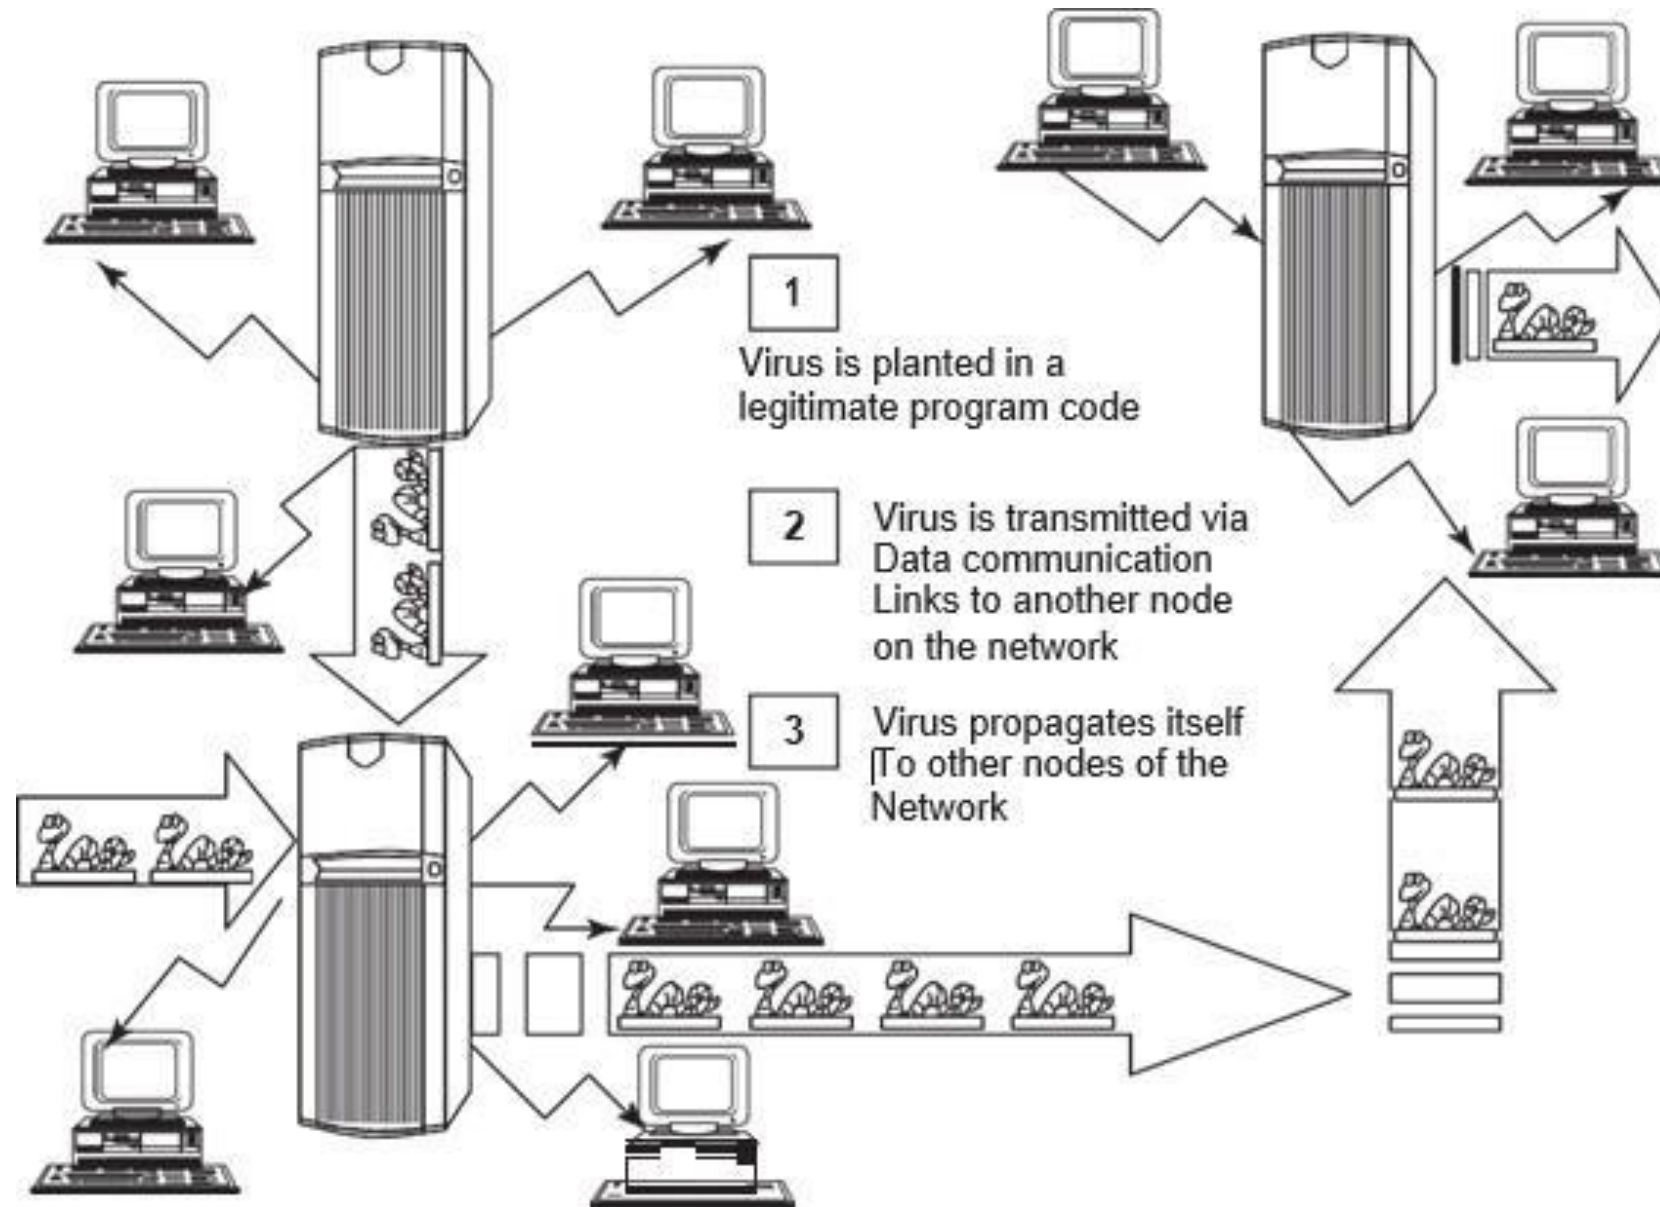 1
Virus is planted in a
legitimate program code
2
Virus is transmitted via
Data communication
Links to another node
on the network
3
Virus propagates itself
To other nodes of the
Network